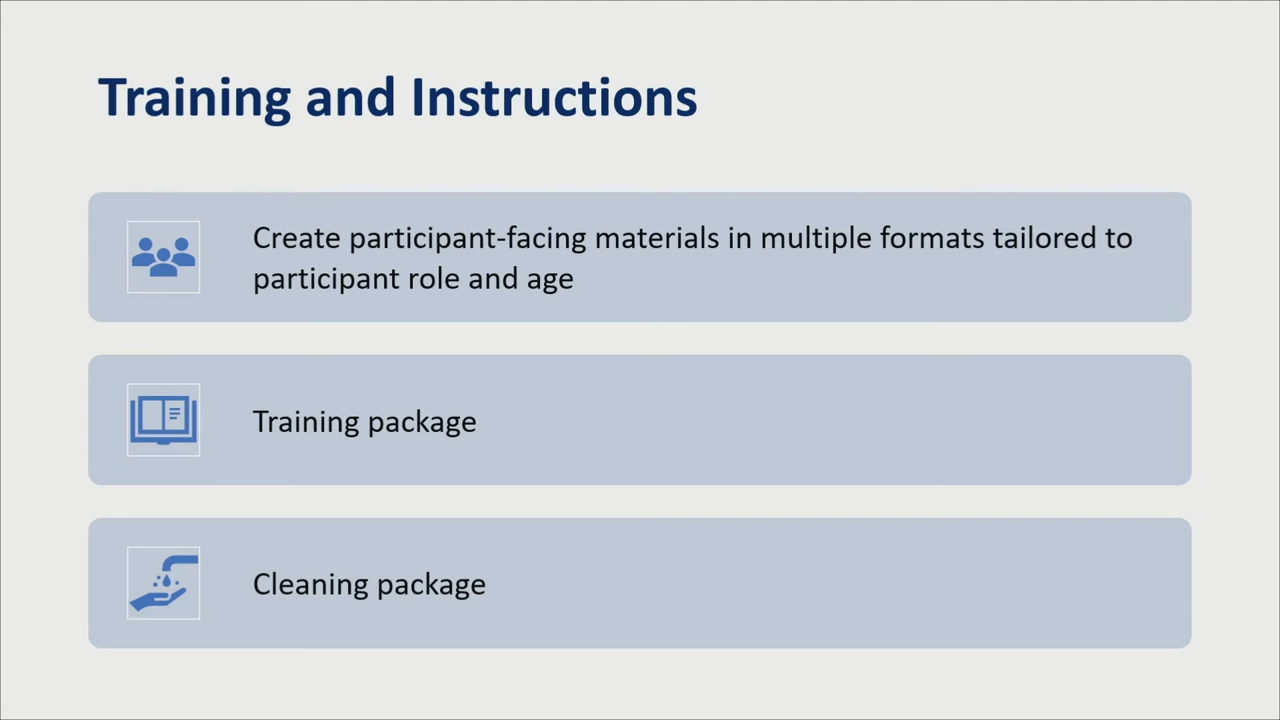 Training and Instructions
Create participant-facing materials in multiple formats tailored to
participant role and age
Training package
Cleaning package